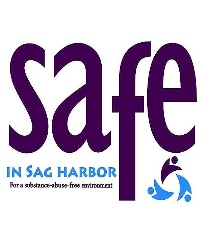 safe
IN SAG HARBOR
For a substance-abuse-free environment